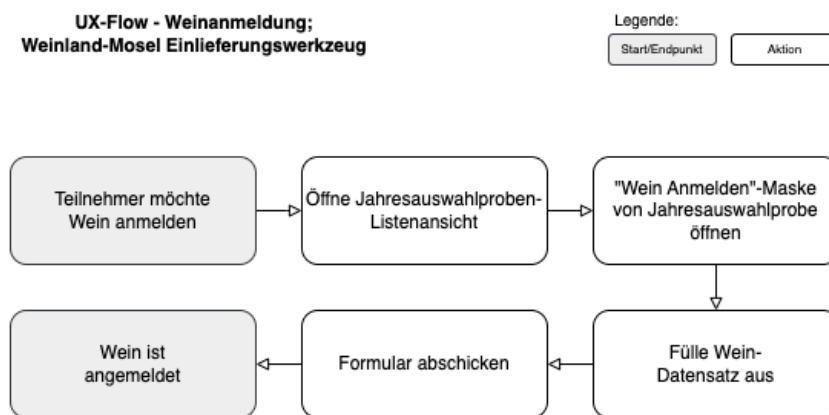 UX-Flow - Weinanmeldung;
Weinland-Mosel Einlieferungswerkzeug
Legende:
Start/Endpunkt
Aktion
Teilnehmer möchte
Wein anmelden
Öffne Jahresauswahlproben-
Listenansicht
"Wein Anmelden"-Maske
von Jahresauswahlprobe
öffnen
Wein ist
angemeldet
Formular abschicken
Fülle Wein-
Datensatz aus